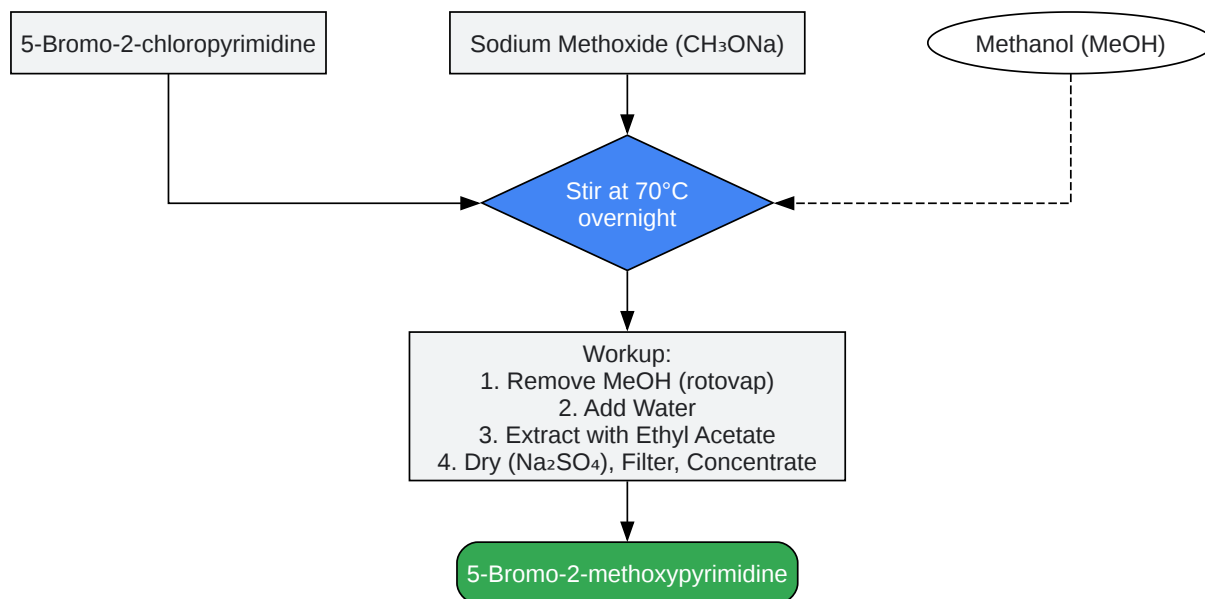 5-Bromo-2-chloropyrimidine
Sodium Methoxide (CH₃ONa)
Methanol (MeOH)
Stir at 70°C
overnight
Workup:
1. Remove MeOH (rotovap)
2. Add Water
3. Extract with Ethyl Acetate
4. Dry (Na₂SO₄), Filter, Concentrate
5-Bromo-2-methoxypyrimidine